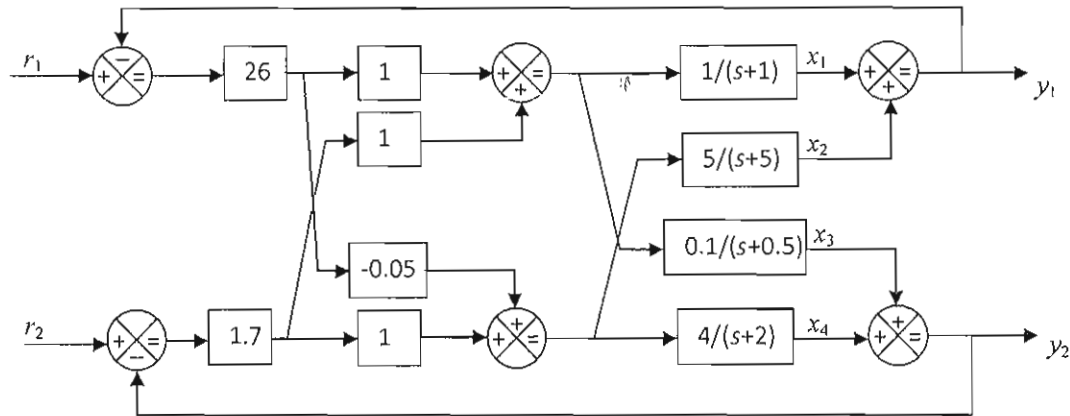 r₁
+
−
=
26
1
+
+
=
1/(s+1)
x₁
+
+
=
y₁
1
5/(s+5)
x₂
-0.05
0.1/(s+0.5)
x₃
r₂
+
−
=
1.7
1
+
+
=
4/(s+2)
x₄
+
+
=
y₂